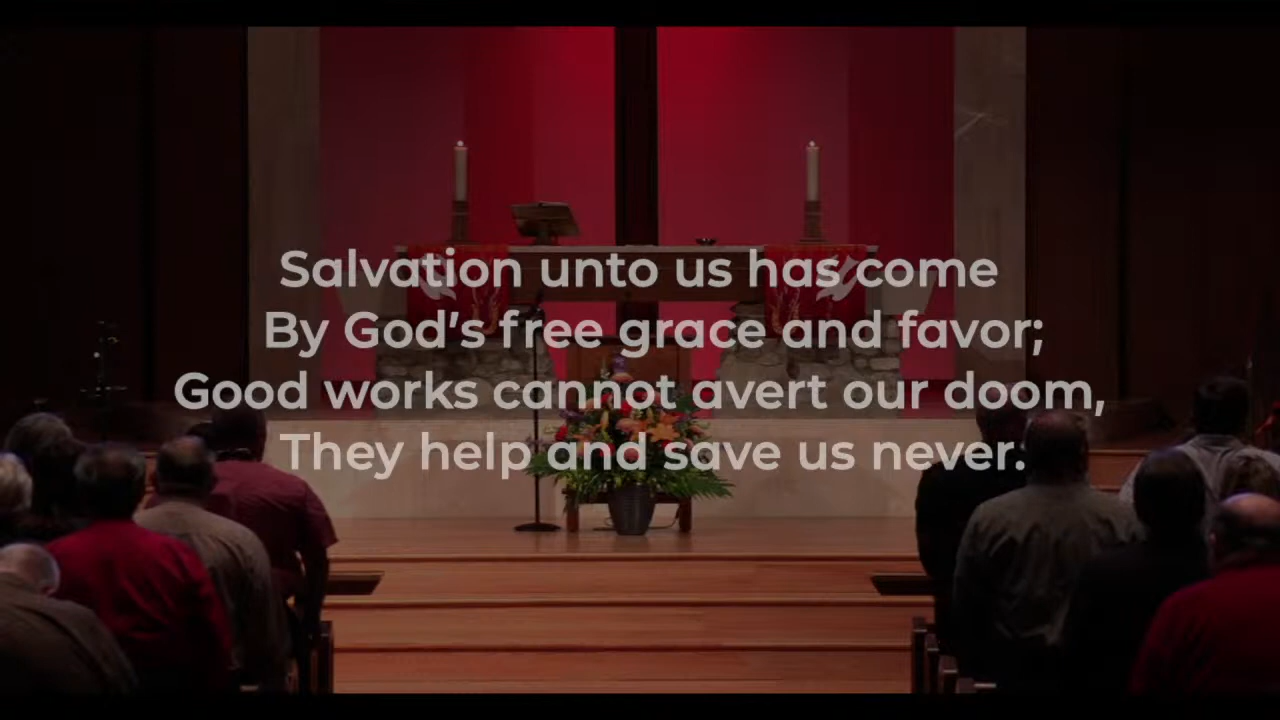 Salvation unto us has come
By God's free grace and favor;
Good works cannot avert our doom,
They help and save us never.